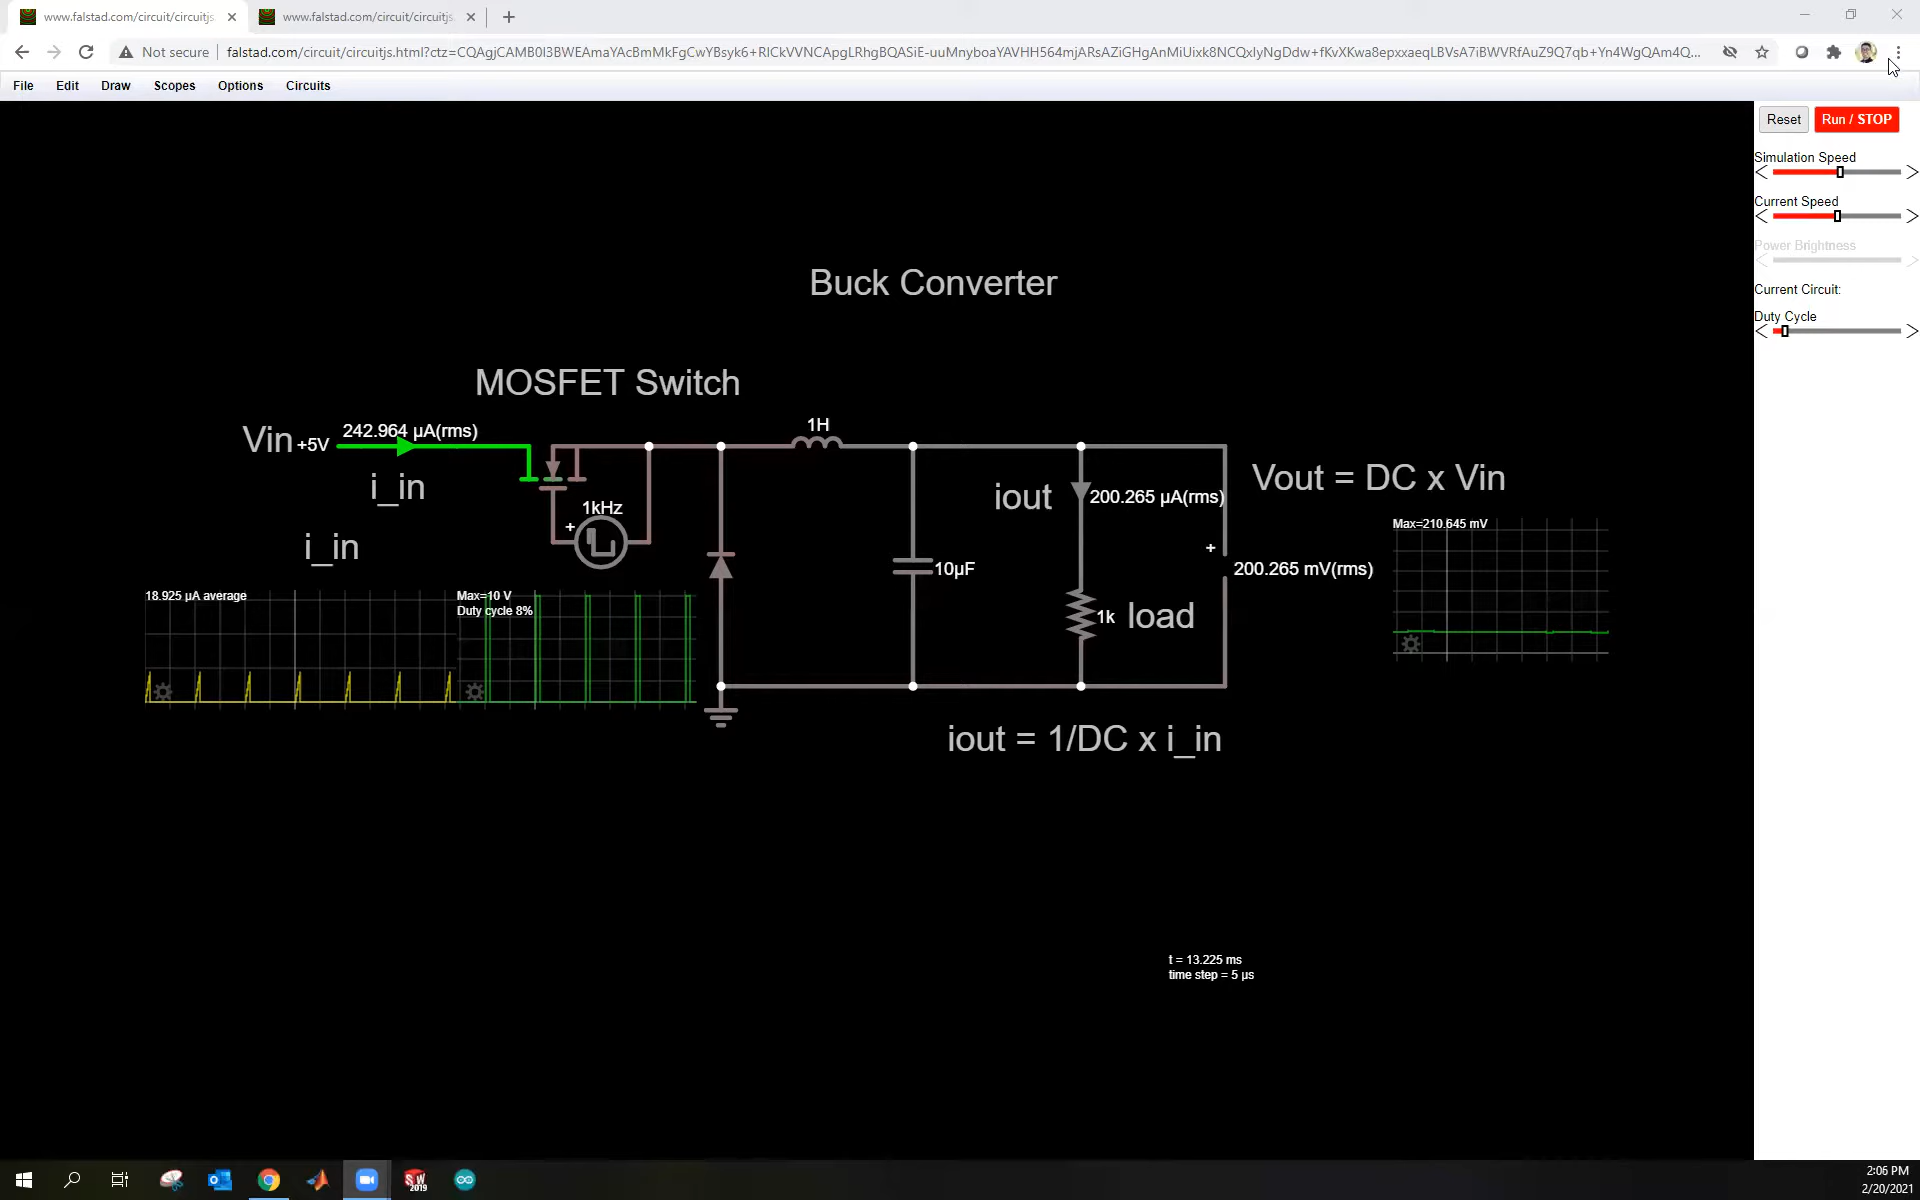 www.falstad.com/circuit/circuitjs.
www.falstad.com/circuit/circuitjs.
Not secure
falstad.com/circuit/circuitjs.html?ctz=CQAgjCAMB0I3BWEAmaYAcBmMkFgCwYBsyk6+RICkVVNCApgLRhgBQASiE-uuMnyboaYAVHH564mjARsAZiGHgAnMiUixk8NCQxlyNgDdw+fKvXKwa8epxxaeqLBVsA7iBWVRfAuZ9Q7qb+Yn4WgQAm4Q...
File
Edit
Draw
Scopes
Options
Circuits
Reset
Run / STOP
Simulation Speed
Current Speed
Power Brightness
Current Circuit:
Duty Cycle
Buck Converter
MOSFET Switch
Vin
+5V
242.964 µA(rms)
i_in
i_in
1kHz
+
1H
10µF
iout
200.265 µA(rms)
1k
load
Vout = DC x Vin
+
200.265 mV(rms)
Max=210.645 mV
18.925 µA average
Max=10 V
Duty cycle 8%
iout = 1/DC x i_in
t = 13.225 ms
time step = 5 µs
SW
2019
2:06 PM
2/20/2021